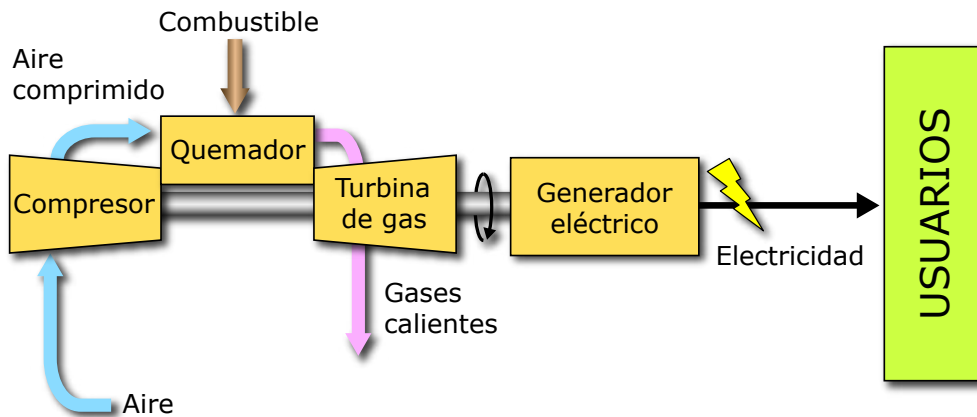 Combustible
Aire
comprimido
Quemador
Compresor
Turbina
de gas
Generador
eléctrico
Electricidad
USUARIOS
Gases
calientes
Aire